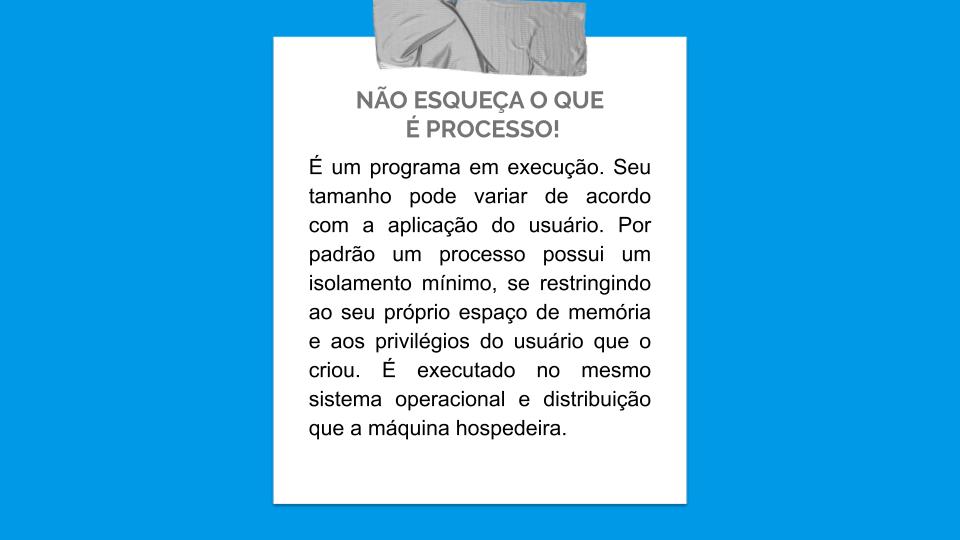 NÃO ESQUEÇA O QUE
É PROCESSO!
É um programa em execução. Seu
tamanho pode variar de acordo
com a aplicação do usuário. Por
padrão um processo possui um
isolamento mínimo, se restringindo
ao seu próprio espaço de memória
e aos privilégios do usuário que o
criou. É executado no mesmo
sistema operacional e distribuição
que a máquina hospedeira.